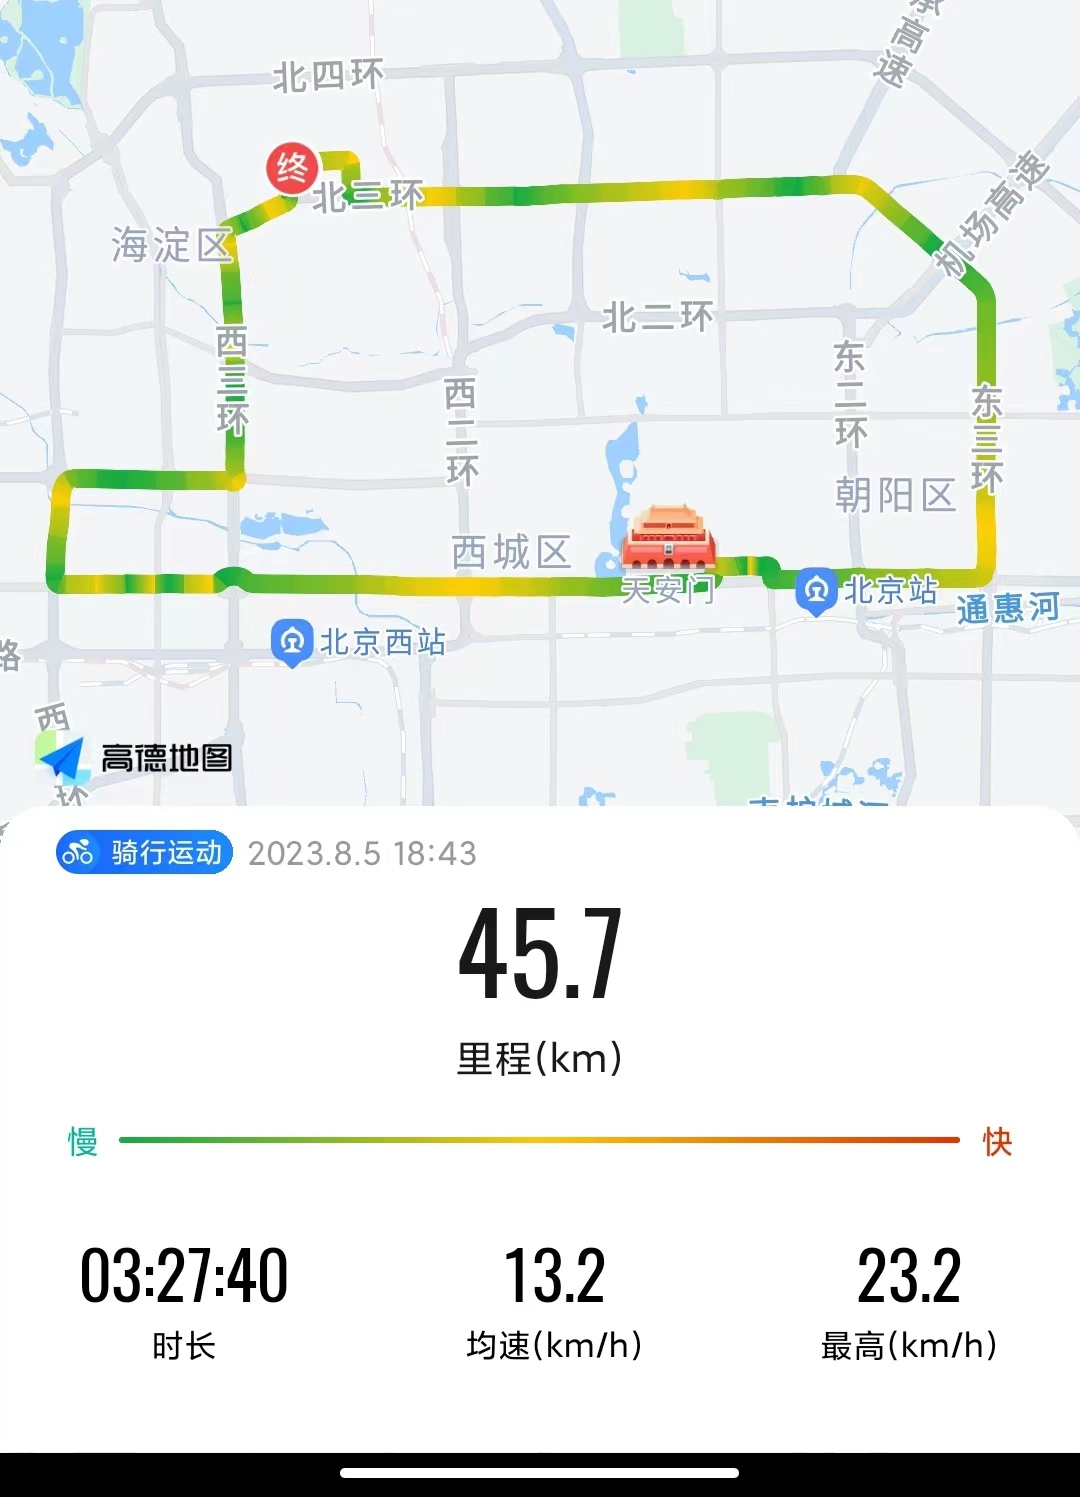 承高速
北四环
终
北三环
机场高速
海淀区
北二环
西三环
西二环
东二环
东三环
朝阳区
西城区
天安门
北京站
通惠河
北京西站
路
西
环
高德地图
骑行运动 2023.8.5 18:43
45.7
里程(km)
慢 快
03:27:40 13.2 23.2
时长 均速(km/h) 最高(km/h)